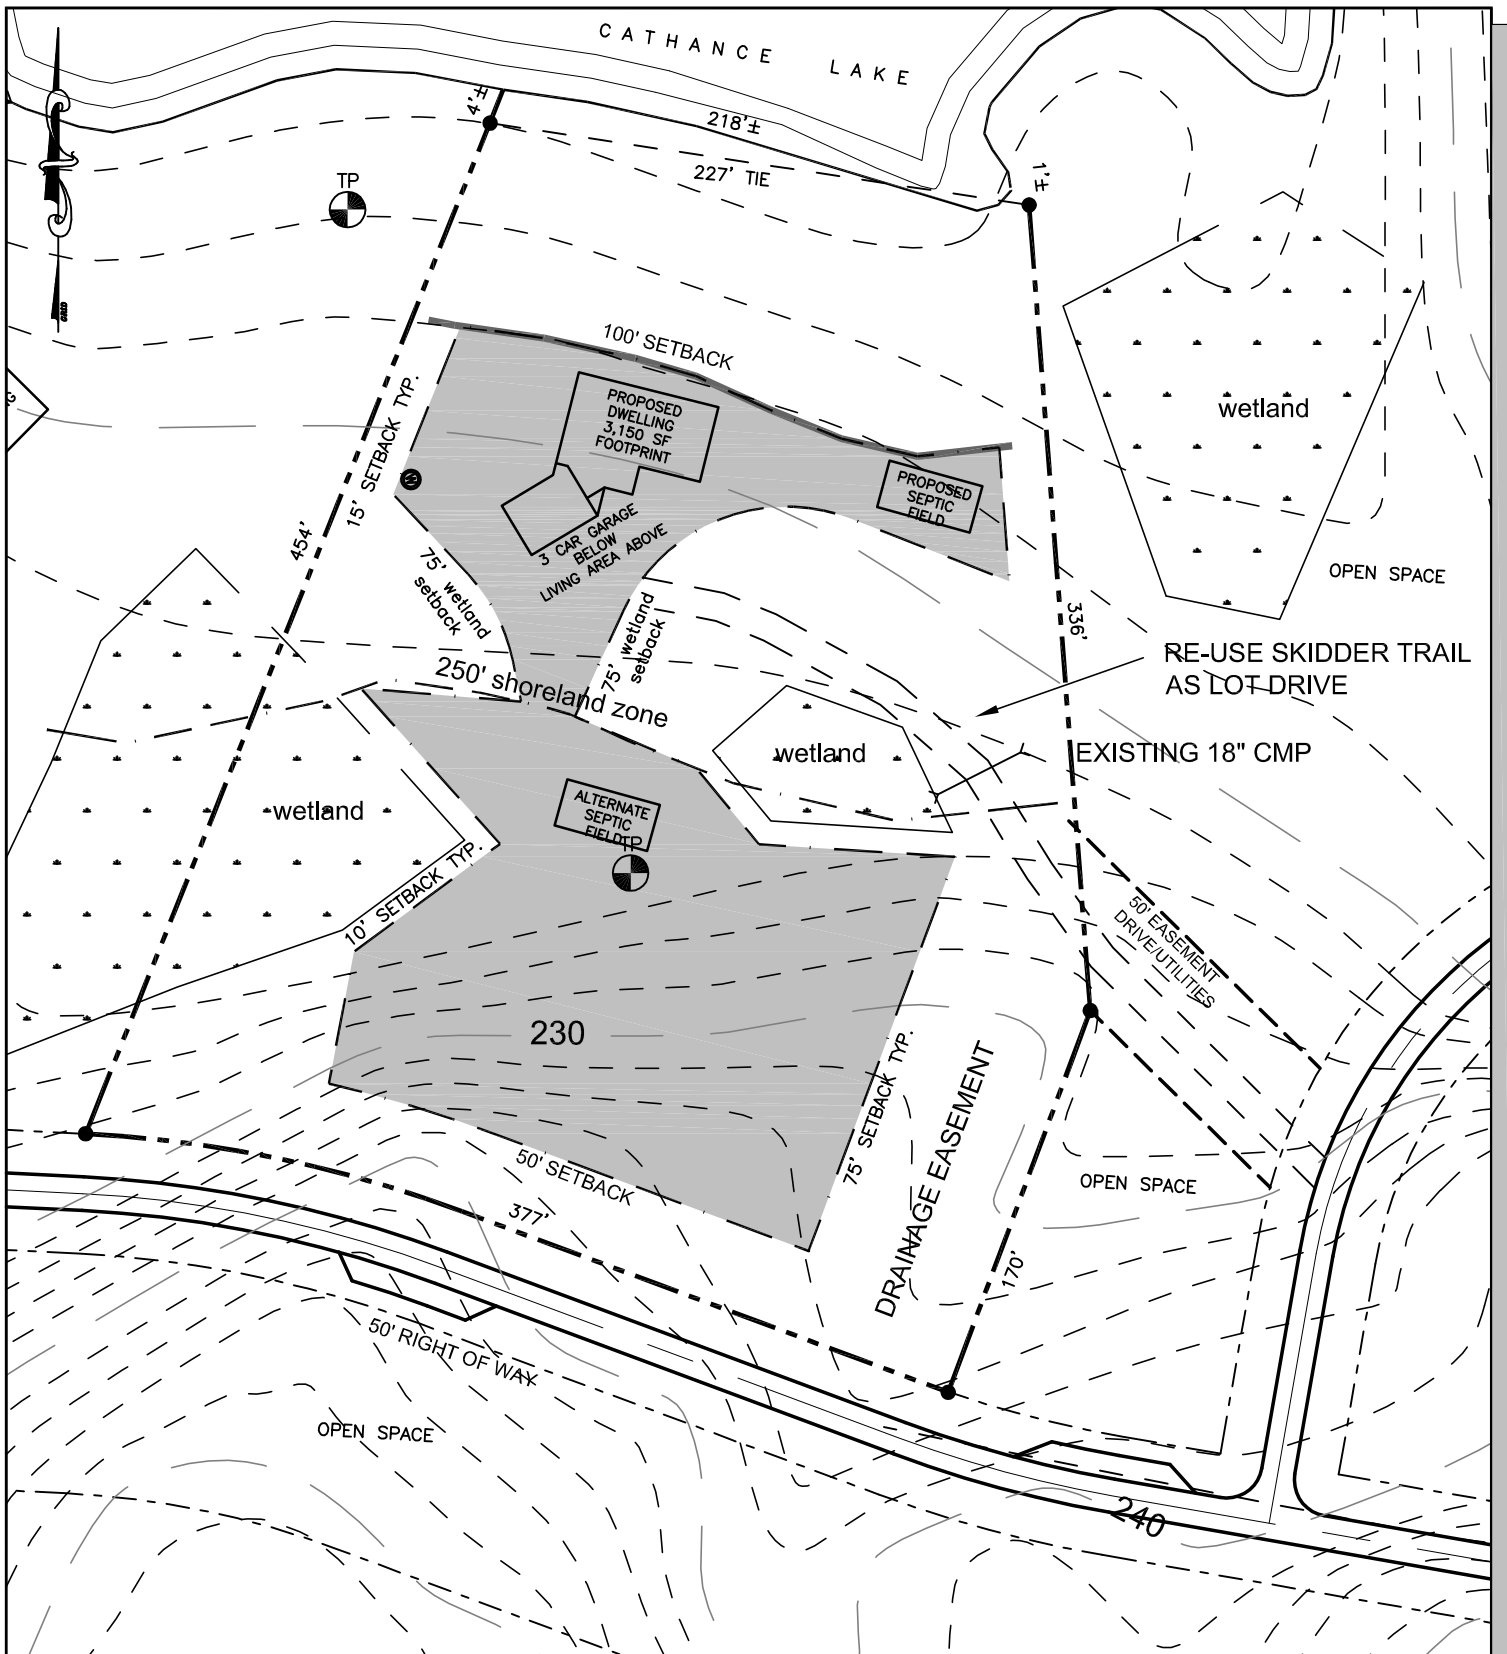 CATHANCE LAKE
4'±
218'±
227' TIE
1'±
TP
GRID
100' SETBACK
15' SETBACK TYP.
PROPOSED
DWELLING
3,150 SF
FOOTPRINT
wetland
W
PROPOSED
SEPTIC
FIELD
3 CAR GARAGE
BELOW
LIVING AREA ABOVE
454'
75' wetland
setback
75' wetland
setback
OPEN SPACE
336'
RE-USE SKIDDER TRAIL
AS LOT DRIVE
250' shoreland zone
wetland
EXISTING 18" CMP
wetland
ALTERNATE
SEPTIC
FIELD
TP
10' SETBACK TYP.
50' EASEMENT
DRIVE/UTILITIES
230
75' SETBACK TYP.
DRAINAGE EASEMENT
50' SETBACK
OPEN SPACE
377'
170'
50' RIGHT OF WAY
OPEN SPACE
240